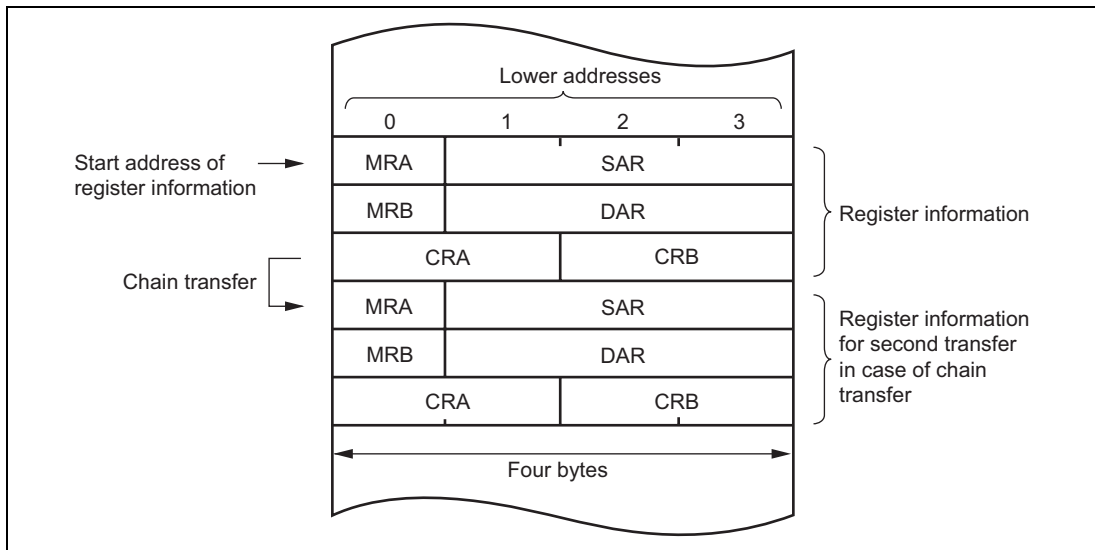 Lower addresses
0 1 2 3
Start address of
register information
MRA SAR
MRB DAR
CRA CRB
Register information
Chain transfer
MRA SAR
MRB DAR
CRA CRB
Register information
for second transfer
in case of chain
transfer
Four bytes